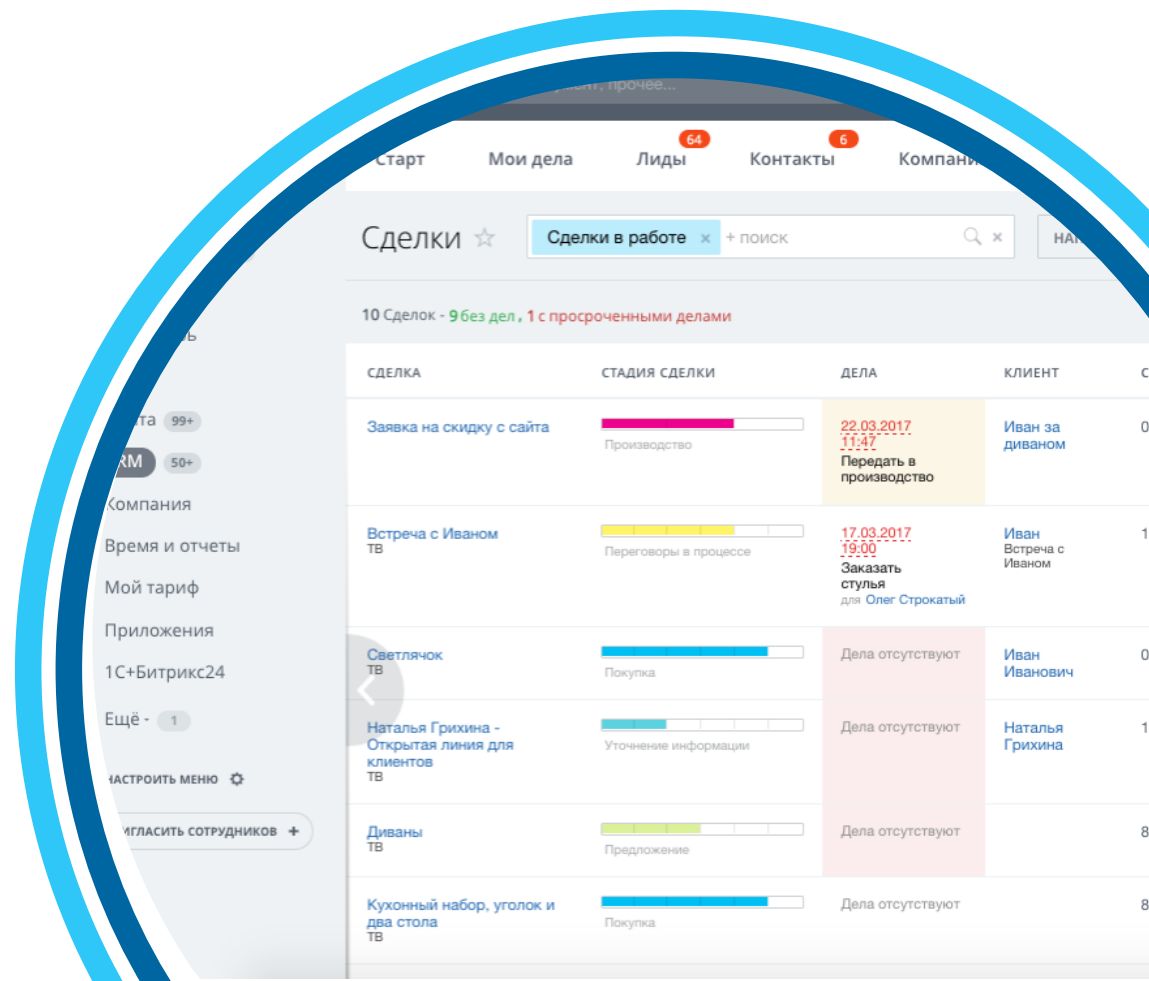 прочее...
64
6
Старт Мои дела Лиды Контакты
Сделки
Сделки в работе × + поиск ×
10 Сделок - 9 без дел , 1 с просроченными делами
СДЕЛКА СТАДИЯ СДЕЛКИ ДЕЛА КЛИЕНТ
Заявка на скидку с сайта
Производство
22.03.2017
11:47
Передать в
производство
Иван за
диваном
Встреча с Иваном
ТВ
Переговоры в процессе
17.03.2017
19:00
Заказать
стулья
для Олег Строкатый
Иван
Встреча с
Иваном
Светлячок
ТВ
Покупка
Дела отсутствуют
Иван
Иванович
Наталья Грихина -
Открытая линия для
клиентов
ТВ
Уточнение информации
Дела отсутствуют
Наталья
Грихина
Диваны
ТВ
Предложение
Дела отсутствуют
Кухонный набор, уголок и
два стола
ТВ
Покупка
Дела отсутствуют
99+
RM 50+
Компания
Время и отчеты
Мой тариф
Приложения
1С+Битрикс24
Ещё - 1
НАСТРОИТЬ МЕНЮ
ИГЛАСИТЬ СОТРУДНИКОВ +